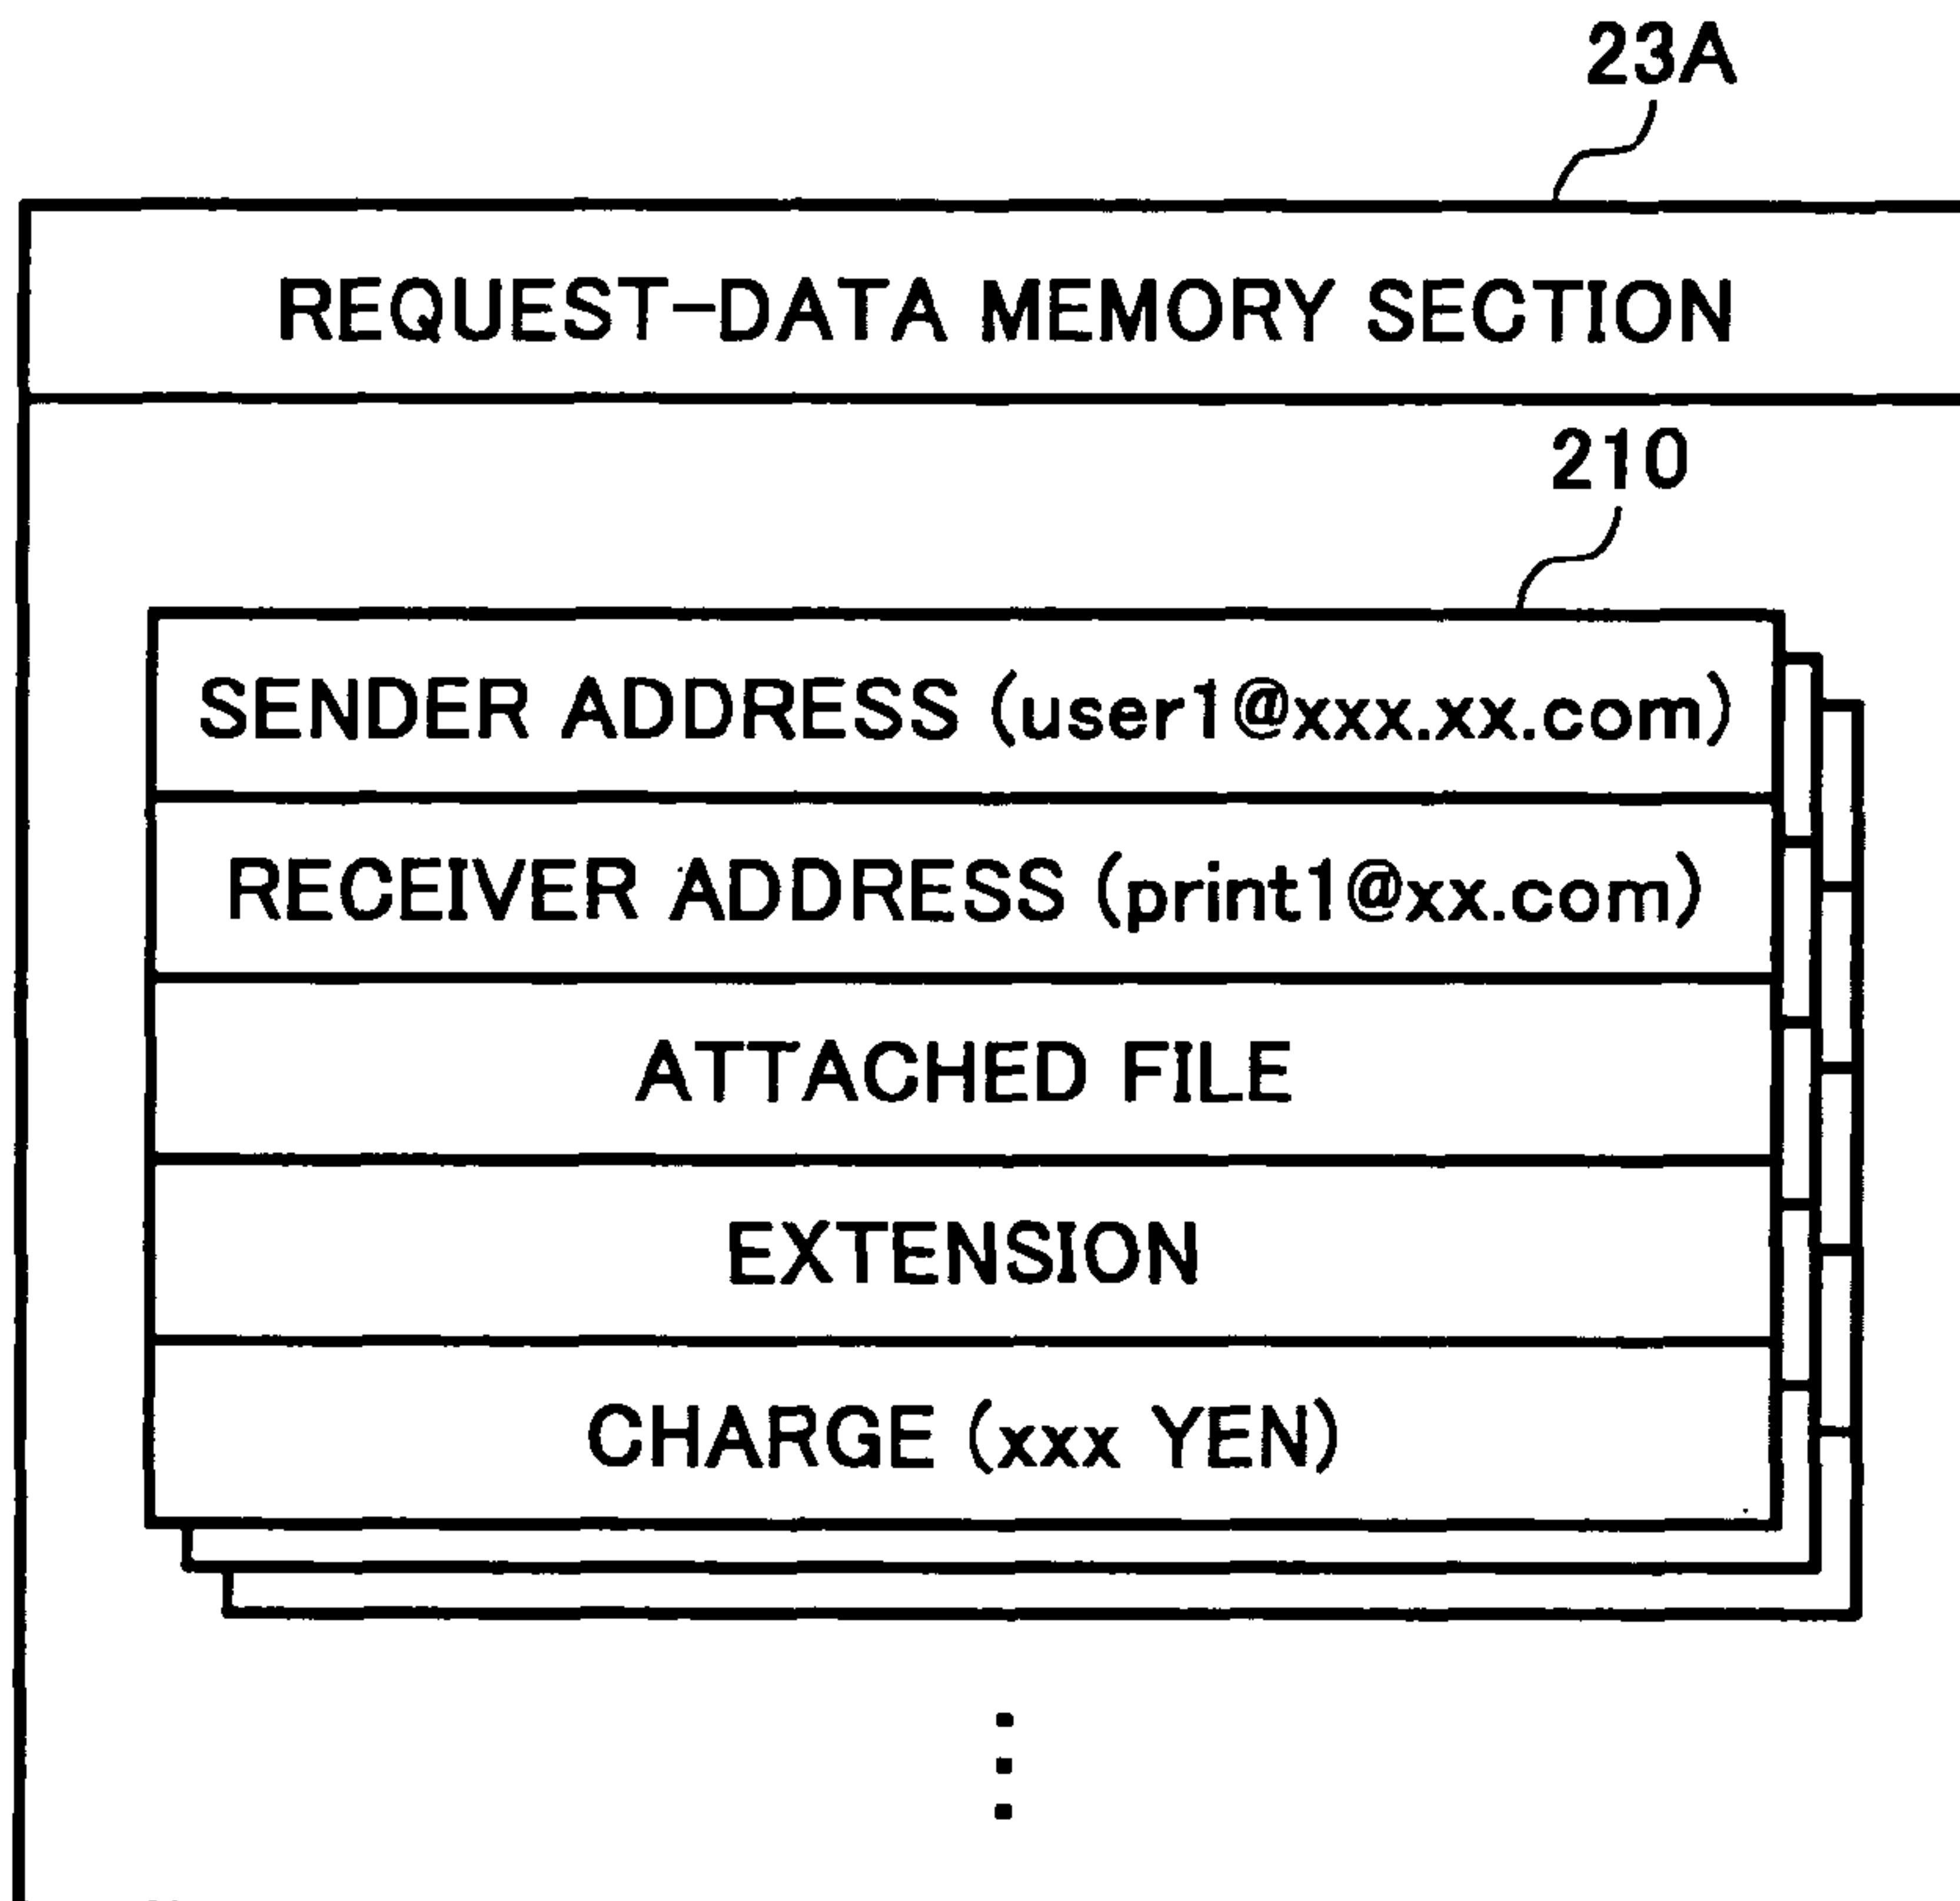 23A
REQUEST-DATA MEMORY SECTION
210
SENDER ADDRESS (user1@xxx.xx.com)
RECEIVER ADDRESS (print1@xx.com)
ATTACHED FILE
EXTENSION
CHARGE (xxx YEN)